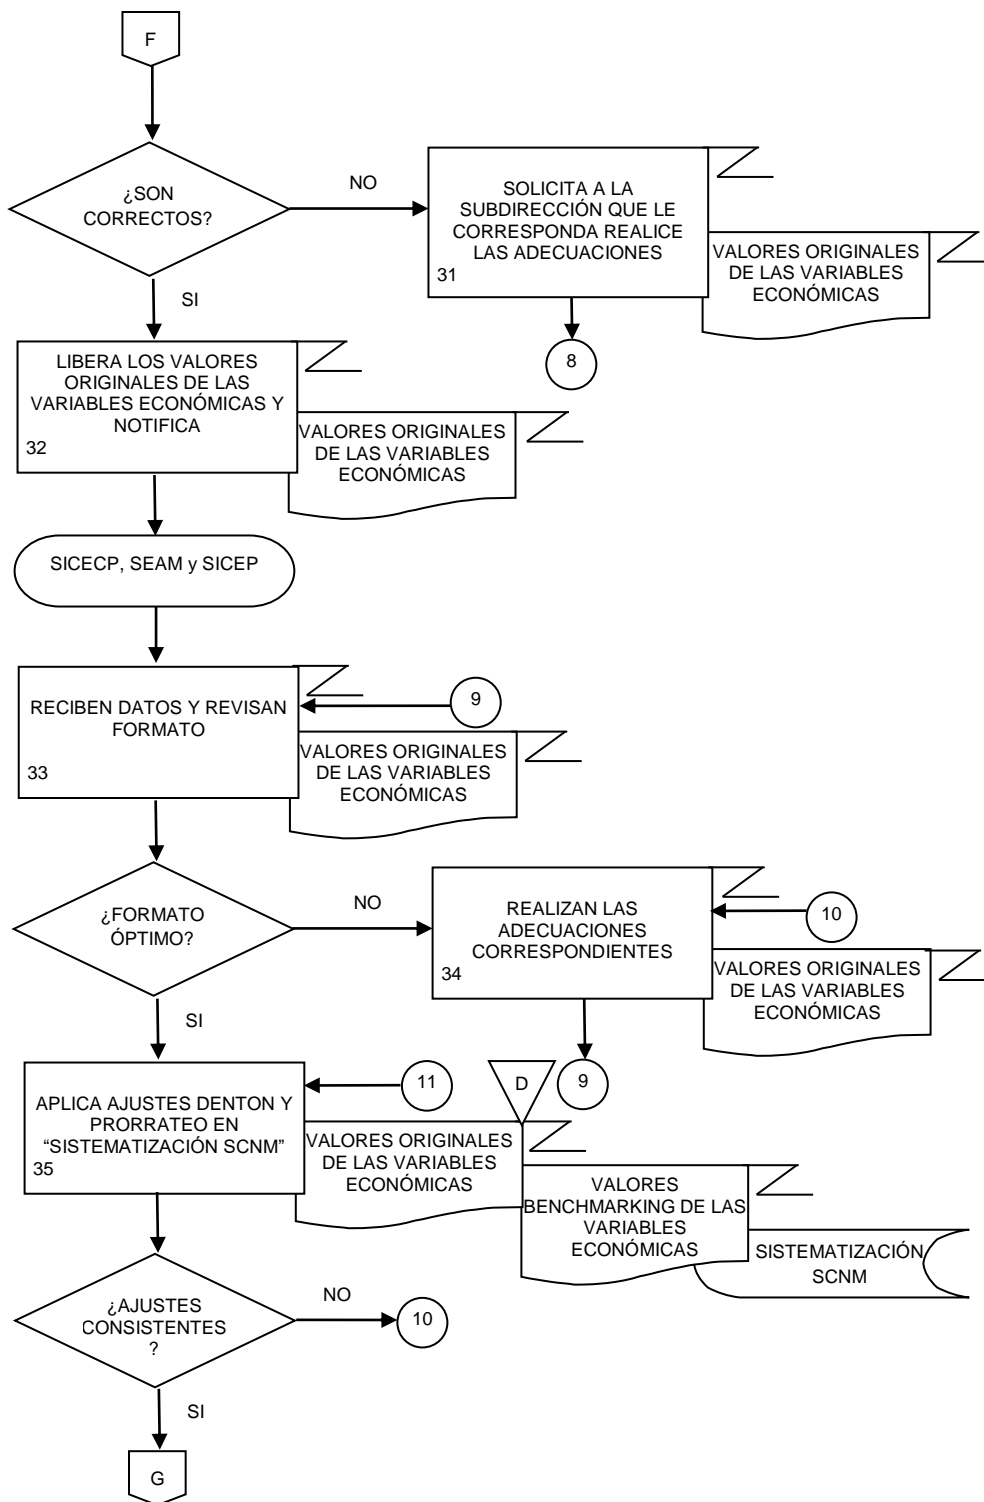 F
¿SON
CORRECTOS?
NO
SOLICITA A LA
SUBDIRECCIÓN QUE LE
CORRESPONDA REALICE
LAS ADECUACIONES
31
VALORES ORIGINALES
DE LAS VARIABLES
ECONÓMICAS
8
SI
LIBERA LOS VALORES
ORIGINALES DE LAS
VARIABLES ECONÓMICAS Y
NOTIFICA
32
VALORES ORIGINALES
DE LAS VARIABLES
ECONÓMICAS
SICECP, SEAM y SICEP
RECIBEN DATOS Y REVISAN
FORMATO
33
9
VALORES ORIGINALES
DE LAS VARIABLES
ECONÓMICAS
¿FORMATO
ÓPTIMO?
NO
REALIZAN LAS
ADECUACIONES
CORRESPONDIENTES
34
10
VALORES ORIGINALES
DE LAS VARIABLES
ECONÓMICAS
9
SI
APLICA AJUSTES DENTON Y
PRORRATEO EN
“SISTEMATIZACIÓN SCNM”
35
11
D
VALORES ORIGINALES
DE LAS VARIABLES
ECONÓMICAS
VALORES
BENCHMARKING DE LAS
VARIABLES
ECONÓMICAS
SISTEMATIZACIÓN
SCNM
¿AJUSTES
CONSISTENTES
?
NO
10
SI
G